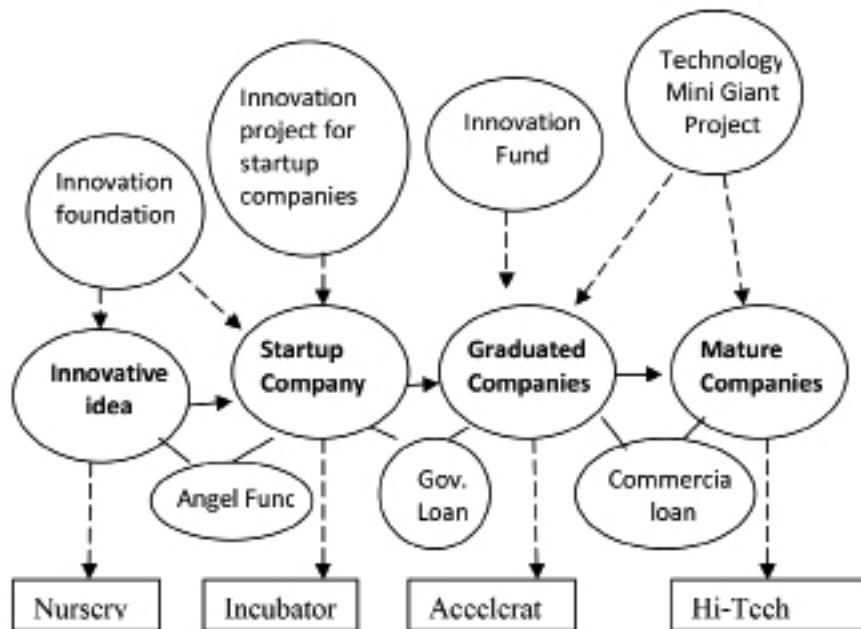 Technology
Mini Giant
Project
Innovation
project for
startup
companies
Innovation
Fund
Innovation
foundation
Startup
Company
Graduated
Companies
Mature
Companies
Innovative
idea
Angel Func
Gov.
Loan
Commercia
loan
Nursery
Incubator
Accelerat
Hi-Tech